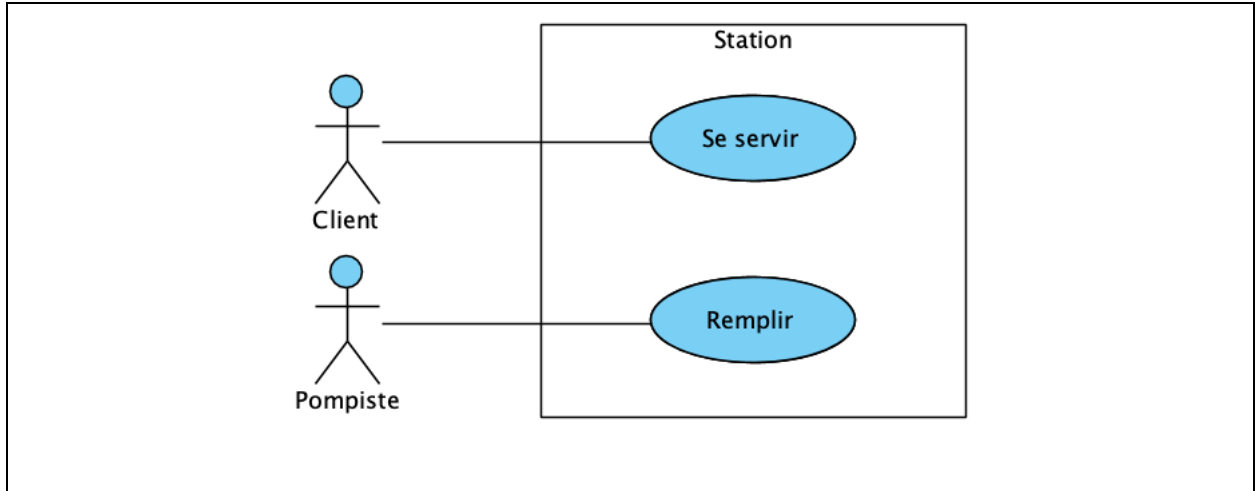 Station
Se servir
Client
Remplir
Pompiste